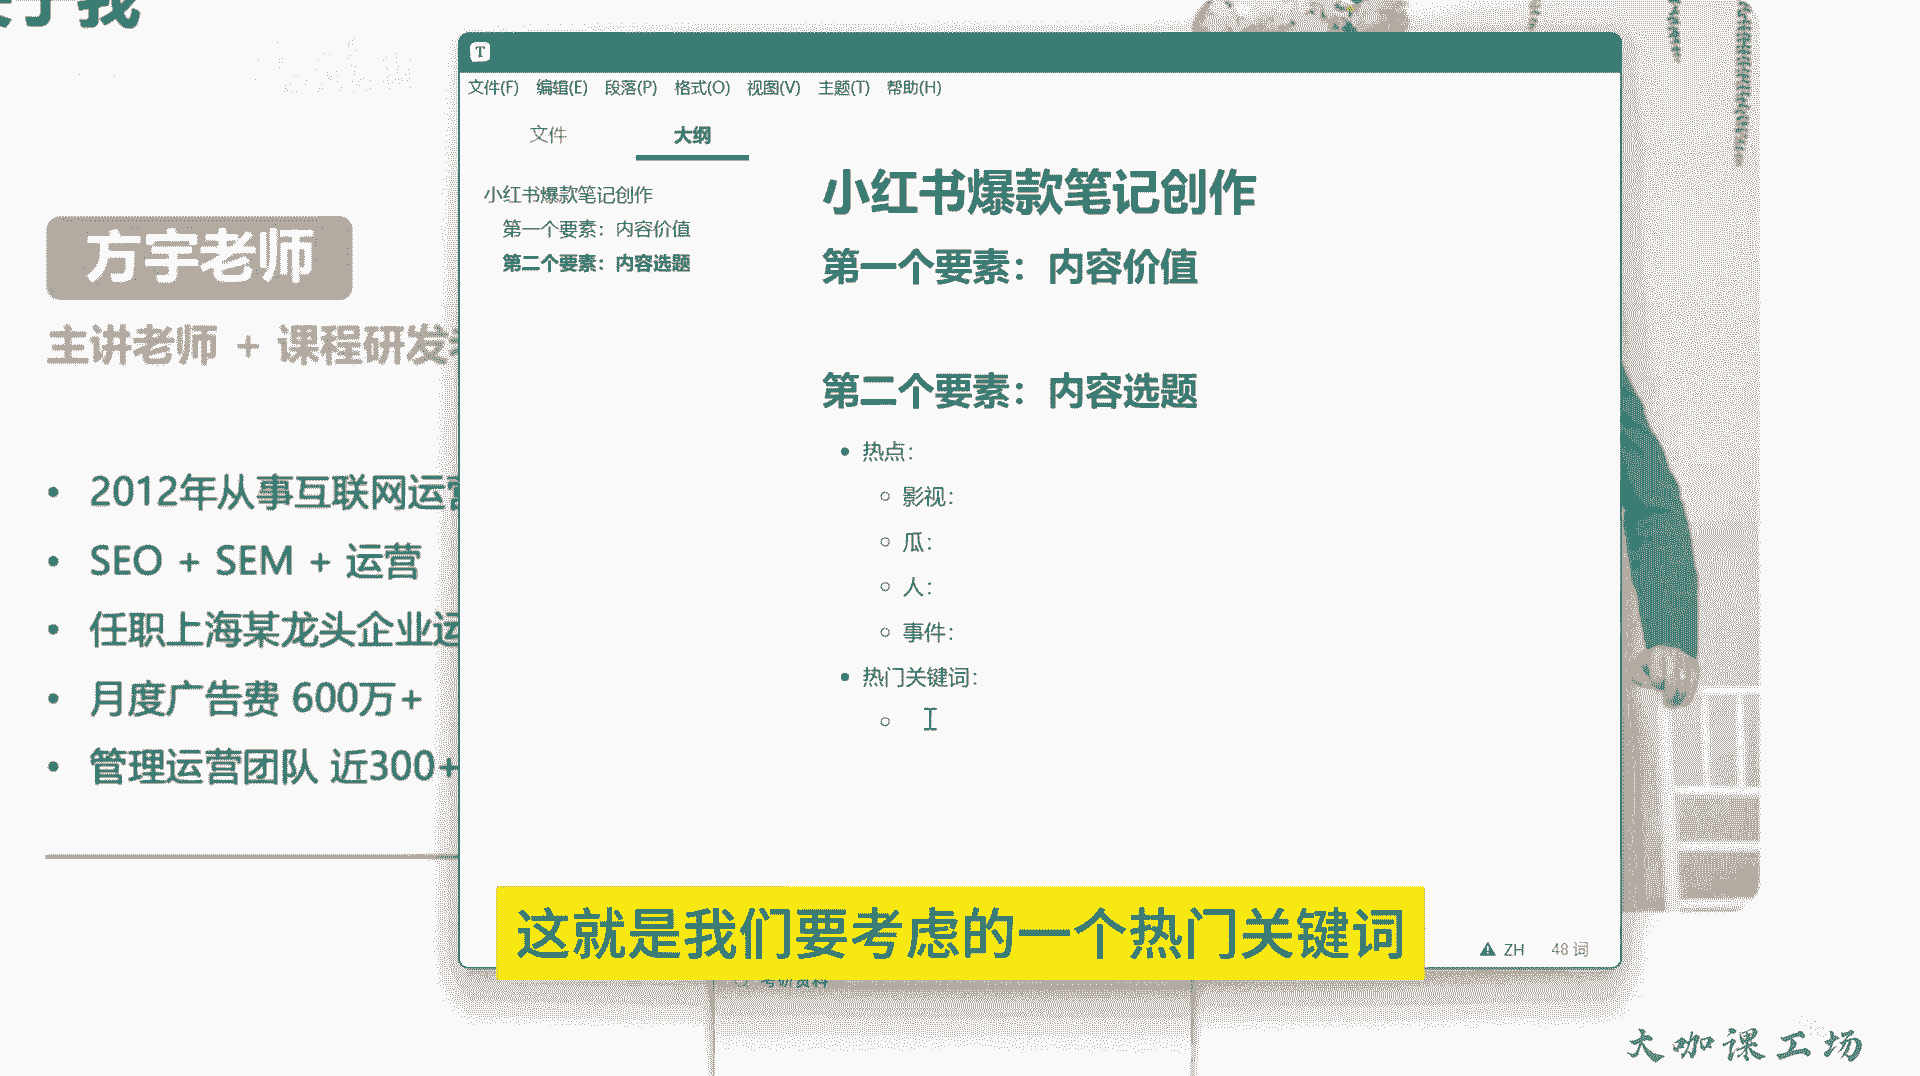 于我
方宇老师
主讲老师 + 课程研发
• 2012年从事互联网运营
• SEO + SEM + 运营
• 任职上海某龙头企业运
• 月度广告费 600万+
• 管理运营团队 近300+
T
文件(F) 编辑(E) 段落(P) 格式(O) 视图(V) 主题(T) 帮助(H)
文件 大纲
小红书爆款笔记创作
第一个要素：内容价值
第二个要素：内容选题
小红书爆款笔记创作
第一个要素：内容价值
第二个要素：内容选题
• 热点：
○ 影视：
○ 瓜：
○ 人：
○ 事件：
• 热门关键词：
○
这就是我们要考虑的一个热门关键词
ZH 48 词
考研资料
大咖课工场